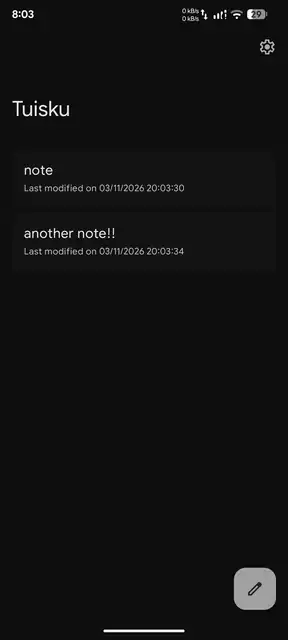 8:03
0 kB/s
0 kB/s
29
Tuisku
note
Last modified on 03/11/2026 20:03:30
another note!!
Last modified on 03/11/2026 20:03:34